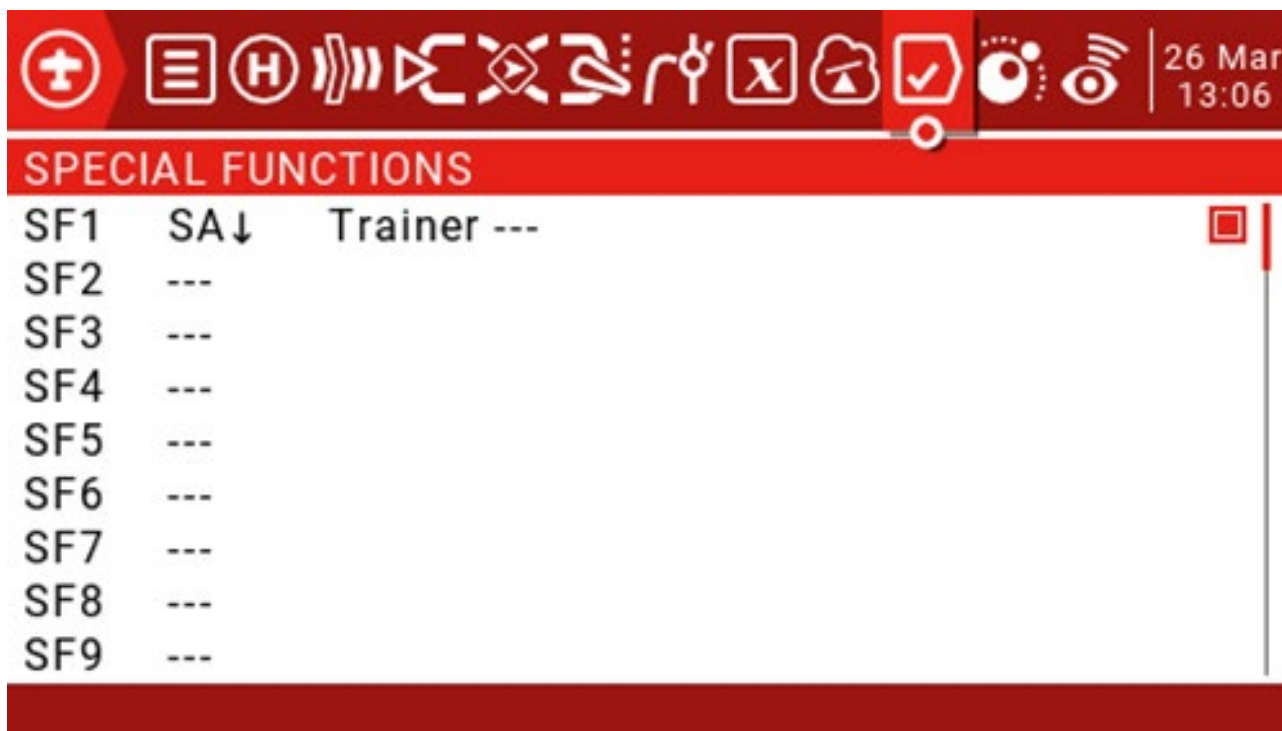 26 Mar
13:06
SPECIAL FUNCTIONS
SF1 SA↓ Trainer ---
SF2 ---
SF3 ---
SF4 ---
SF5 ---
SF6 ---
SF7 ---
SF8 ---
SF9 ---